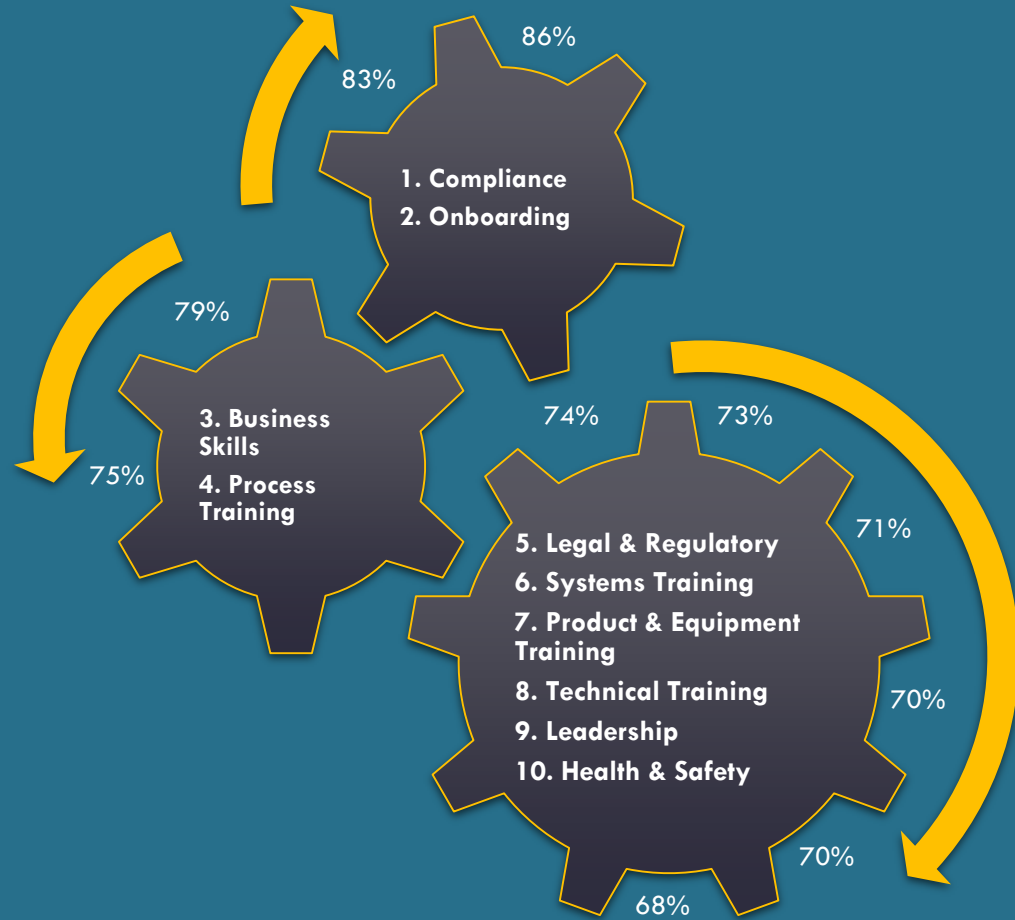 86%
83%
1. Compliance
2. Onboarding
79%
75%
3. Business
Skills
4. Process
Training
74%
73%
71%
70%
70%
68%
5. Legal & Regulatory
6. Systems Training
7. Product & Equipment
Training
8. Technical Training
9. Leadership
10. Health & Safety